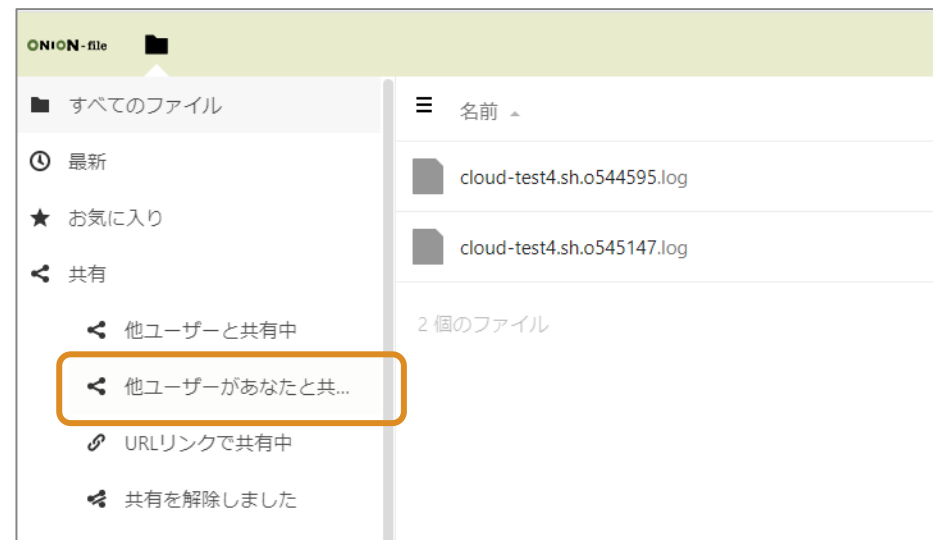 ONION-file
すべてのファイル
最新
お気に入り
共有
他ユーザーと共有中
他ユーザーがあなたと共...
URLリンクで共有中
共有を解除しました
名前
cloud-test4.sh.o544595.log
cloud-test4.sh.o545147.log
2 個のファイル